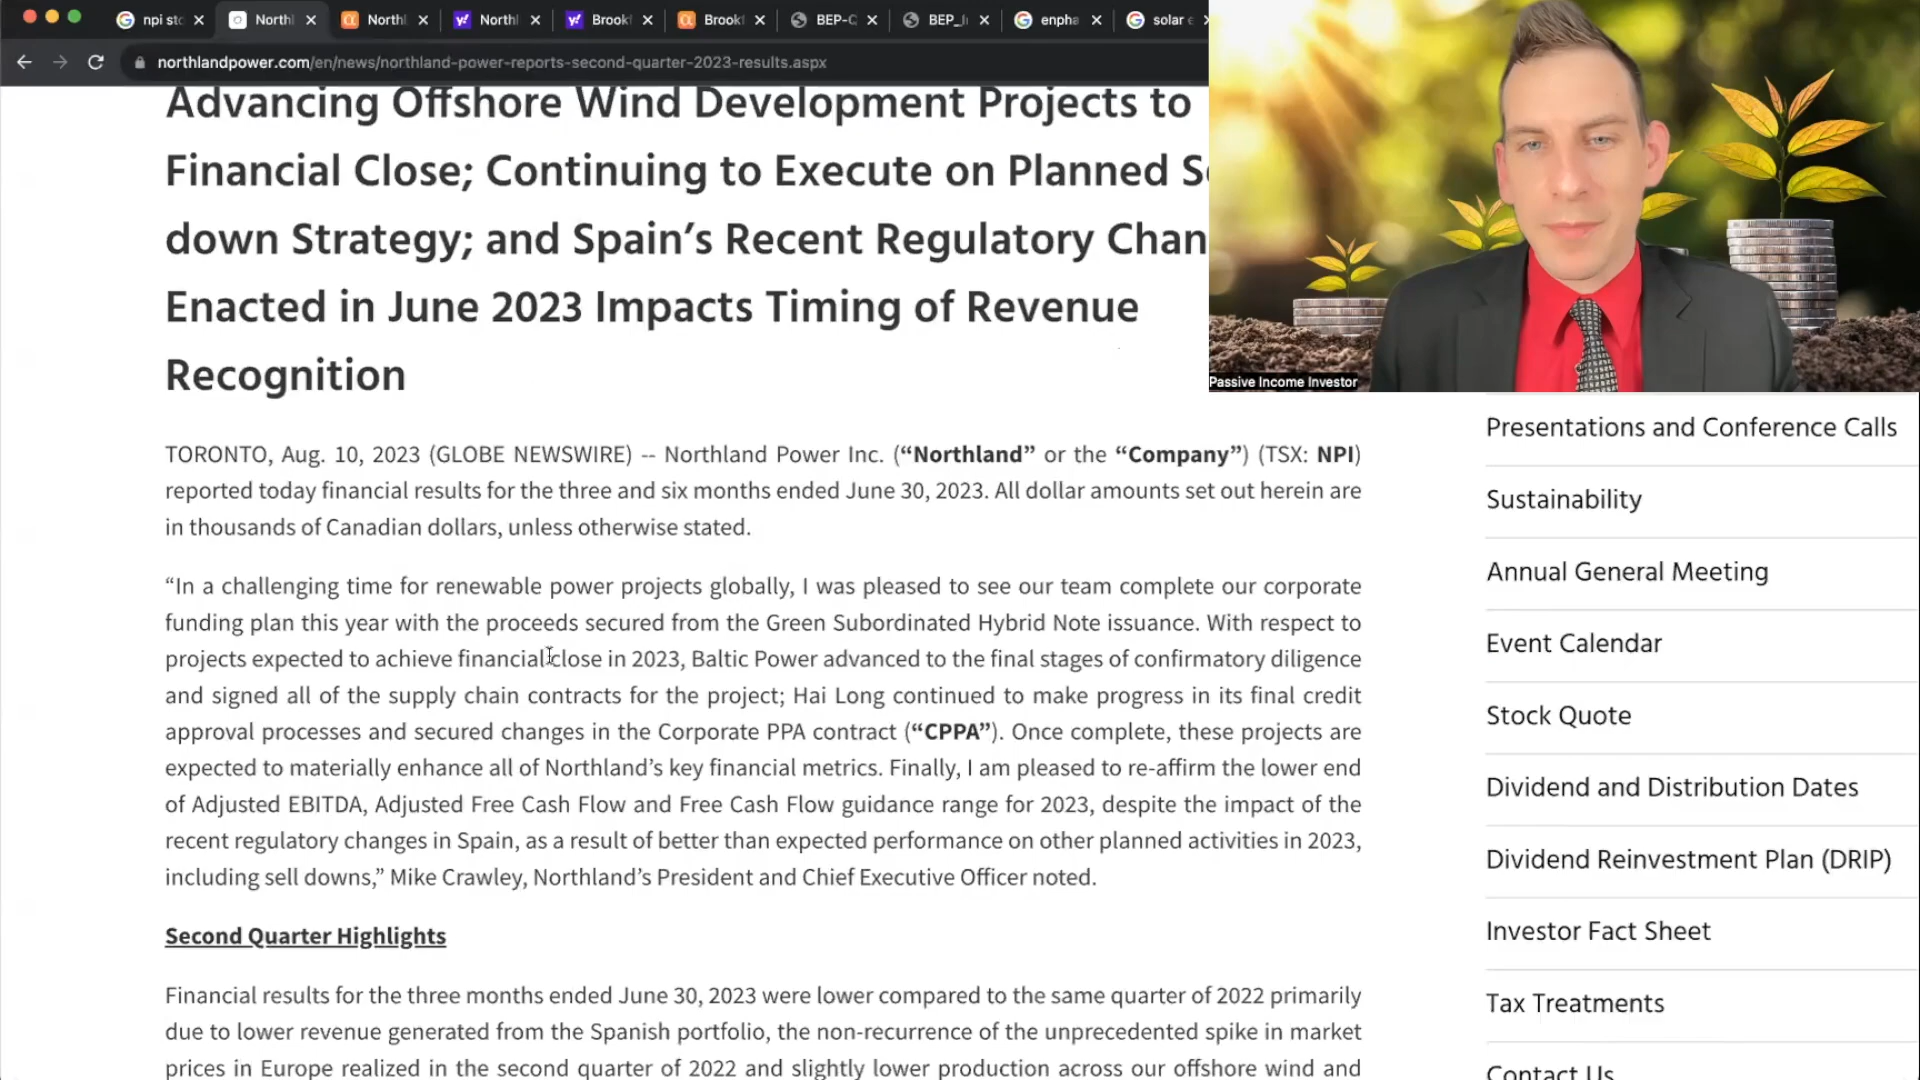 npi sto
Northl
Northl
Northl
Brookf
Brookf
BEP-C
BEP_I
enpha
solar e
northlandpower.com/en/news/northland-power-reports-second-quarter-2023-results.aspx
Advancing Offshore Wind Development Projects to
Financial Close; Continuing to Execute on Planned S
down Strategy; and Spain’s Recent Regulatory Chan
Enacted in June 2023 Impacts Timing of Revenue
Recognition
Passive Income Investor
TORONTO, Aug. 10, 2023 (GLOBE NEWSWIRE) -- Northland Power Inc. (“Northland” or the “Company”) (TSX: NPI)
reported today financial results for the three and six months ended June 30, 2023. All dollar amounts set out herein are
in thousands of Canadian dollars, unless otherwise stated.
“In a challenging time for renewable power projects globally, I was pleased to see our team complete our corporate
funding plan this year with the proceeds secured from the Green Subordinated Hybrid Note issuance. With respect to
projects expected to achieve financial close in 2023, Baltic Power advanced to the final stages of confirmatory diligence
and signed all of the supply chain contracts for the project; Hai Long continued to make progress in its final credit
approval processes and secured changes in the Corporate PPA contract (“CPPA”). Once complete, these projects are
expected to materially enhance all of Northland’s key financial metrics. Finally, I am pleased to re-affirm the lower end
of Adjusted EBITDA, Adjusted Free Cash Flow and Free Cash Flow guidance range for 2023, despite the impact of the
recent regulatory changes in Spain, as a result of better than expected performance on other planned activities in 2023,
including sell downs,” Mike Crawley, Northland’s President and Chief Executive Officer noted.
Second Quarter Highlights
Financial results for the three months ended June 30, 2023 were lower compared to the same quarter of 2022 primarily
due to lower revenue generated from the Spanish portfolio, the non-recurrence of the unprecedented spike in market
prices in Europe realized in the second quarter of 2022 and slightly lower production across our offshore wind and
Presentations and Conference Calls
Sustainability
Annual General Meeting
Event Calendar
Stock Quote
Dividend and Distribution Dates
Dividend Reinvestment Plan (DRIP)
Investor Fact Sheet
Tax Treatments
Contact Us